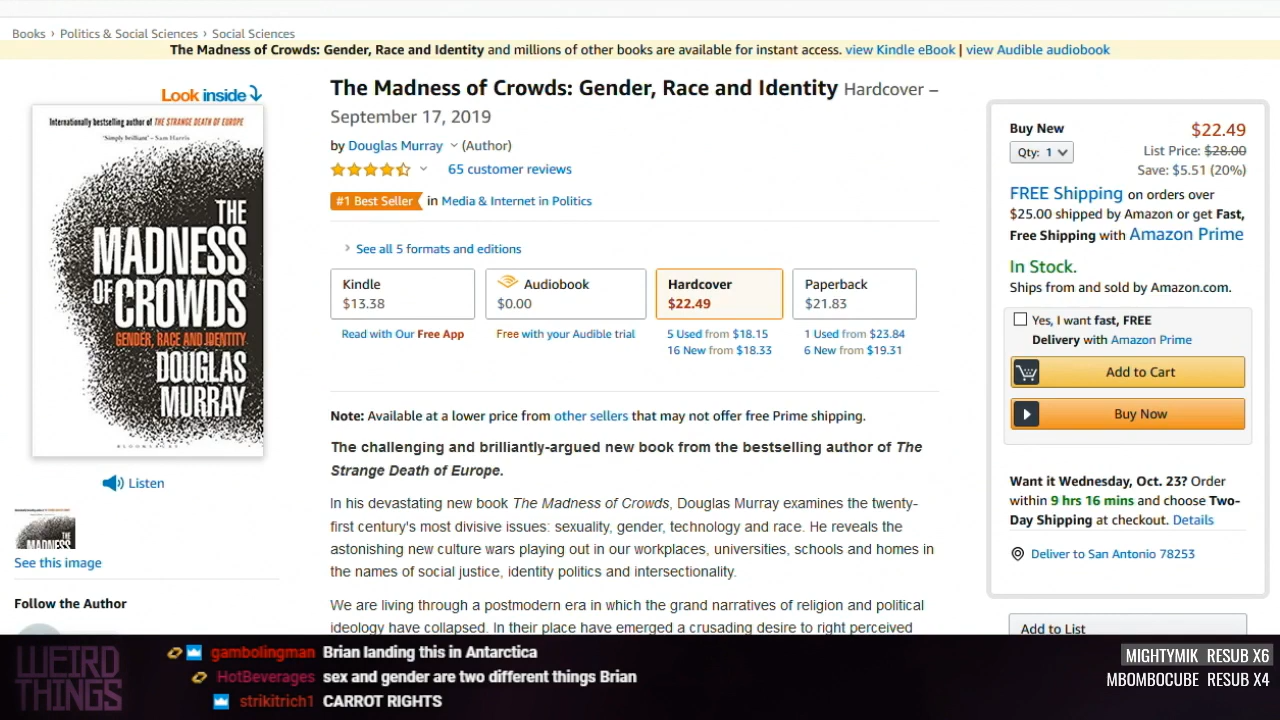 Books › Politics & Social Sciences › Social Sciences
The Madness of Crowds: Gender, Race and Identity and millions of other books are available for instant access. view Kindle eBook | view Audible audiobook
Look inside
Internationally bestselling author of THE STRANGE DEATH OF EUROPE
'Simply brilliant' – Sam Harris
THE
MADNESS
OF CROWDS
GENDER, RACE AND IDENTITY
DOUGLAS
MURRAY
BLOOMSBURY
Listen
THE
MADNESS
See this image
Follow the Author
The Madness of Crowds: Gender, Race and Identity Hardcover –
September 17, 2019
by Douglas Murray (Author)
65 customer reviews
#1 Best Seller in Media & Internet in Politics
› See all 5 formats and editions
Kindle
$13.38
Read with Our Free App
Audiobook
$0.00
Free with your Audible trial
Hardcover
$22.49
5 Used from $18.15
16 New from $18.33
Paperback
$21.83
1 Used from $23.84
6 New from $19.31
Note: Available at a lower price from other sellers that may not offer free Prime shipping.
The challenging and brilliantly-argued new book from the bestselling author of The
Strange Death of Europe.
In his devastating new book The Madness of Crowds, Douglas Murray examines the twenty-
first century's most divisive issues: sexuality, gender, technology and race. He reveals the
astonishing new culture wars playing out in our workplaces, universities, schools and homes in
the names of social justice, identity politics and intersectionality.
We are living through a postmodern era in which the grand narratives of religion and political
ideology have collapsed. In their place have emerged a crusading desire to right perceived
Buy New
$22.49
Qty: 1
List Price: $28.00
Save: $5.51 (20%)
FREE Shipping on orders over
$25.00 shipped by Amazon or get Fast,
Free Shipping with Amazon Prime
In Stock.
Ships from and sold by Amazon.com.
Yes, I want fast, FREE
Delivery with Amazon Prime
Add to Cart
Buy Now
Want it Wednesday, Oct. 23? Order
within 9 hrs 16 mins and choose Two-
Day Shipping at checkout. Details
Deliver to San Antonio 78253
Add to List
WEIRD
THINGS
gambolingman Brian landing this in Antarctica
HotBeverages sex and gender are two different things Brian
strikitrich1 CARROT RIGHTS
MIGHTYMIK RESUB X6
MBOMBOCUBE RESUB X4